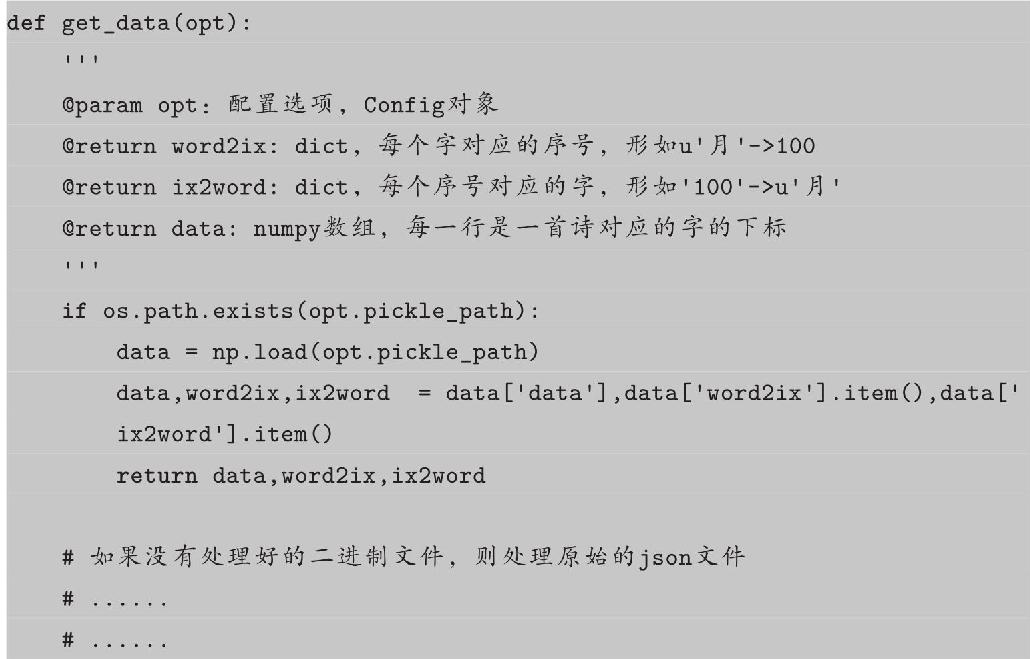 def get_data(opt):
    '''
    @param opt: 配置选项, Config对象
    @return word2ix: dict, 每个字对应的序号, 形如u'月'->100
    @return ix2word: dict, 每个序号对应的字, 形如'100'->u'月'
    @return data: numpy数组, 每一行是一首诗对应的字的下标
    '''
    if os.path.exists(opt.pickle_path):
        data = np.load(opt.pickle_path)
        data,word2ix,ix2word  = data['data'],data['word2ix'].item(),data['
        ix2word'].item()
        return data,word2ix,ix2word
    # 如果没有处理好的二进制文件, 则处理原始的json文件
    # ......
    # ......